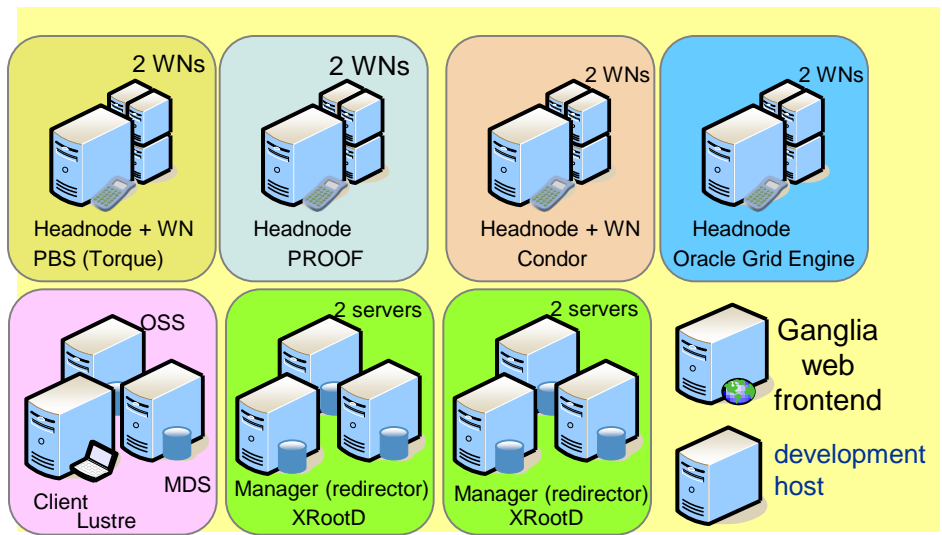 2 WNs
Headnode + WN
PBS (Torque)
2 WNs
Headnode
PROOF
2 WNs
Headnode + WN
Condor
2 WNs
Headnode
Oracle Grid Engine
OSS
MDS
Client
Lustre
2 servers
Manager (redirector)
XRootD
2 servers
Manager (redirector)
XRootD
Ganglia
web
frontend
development
host